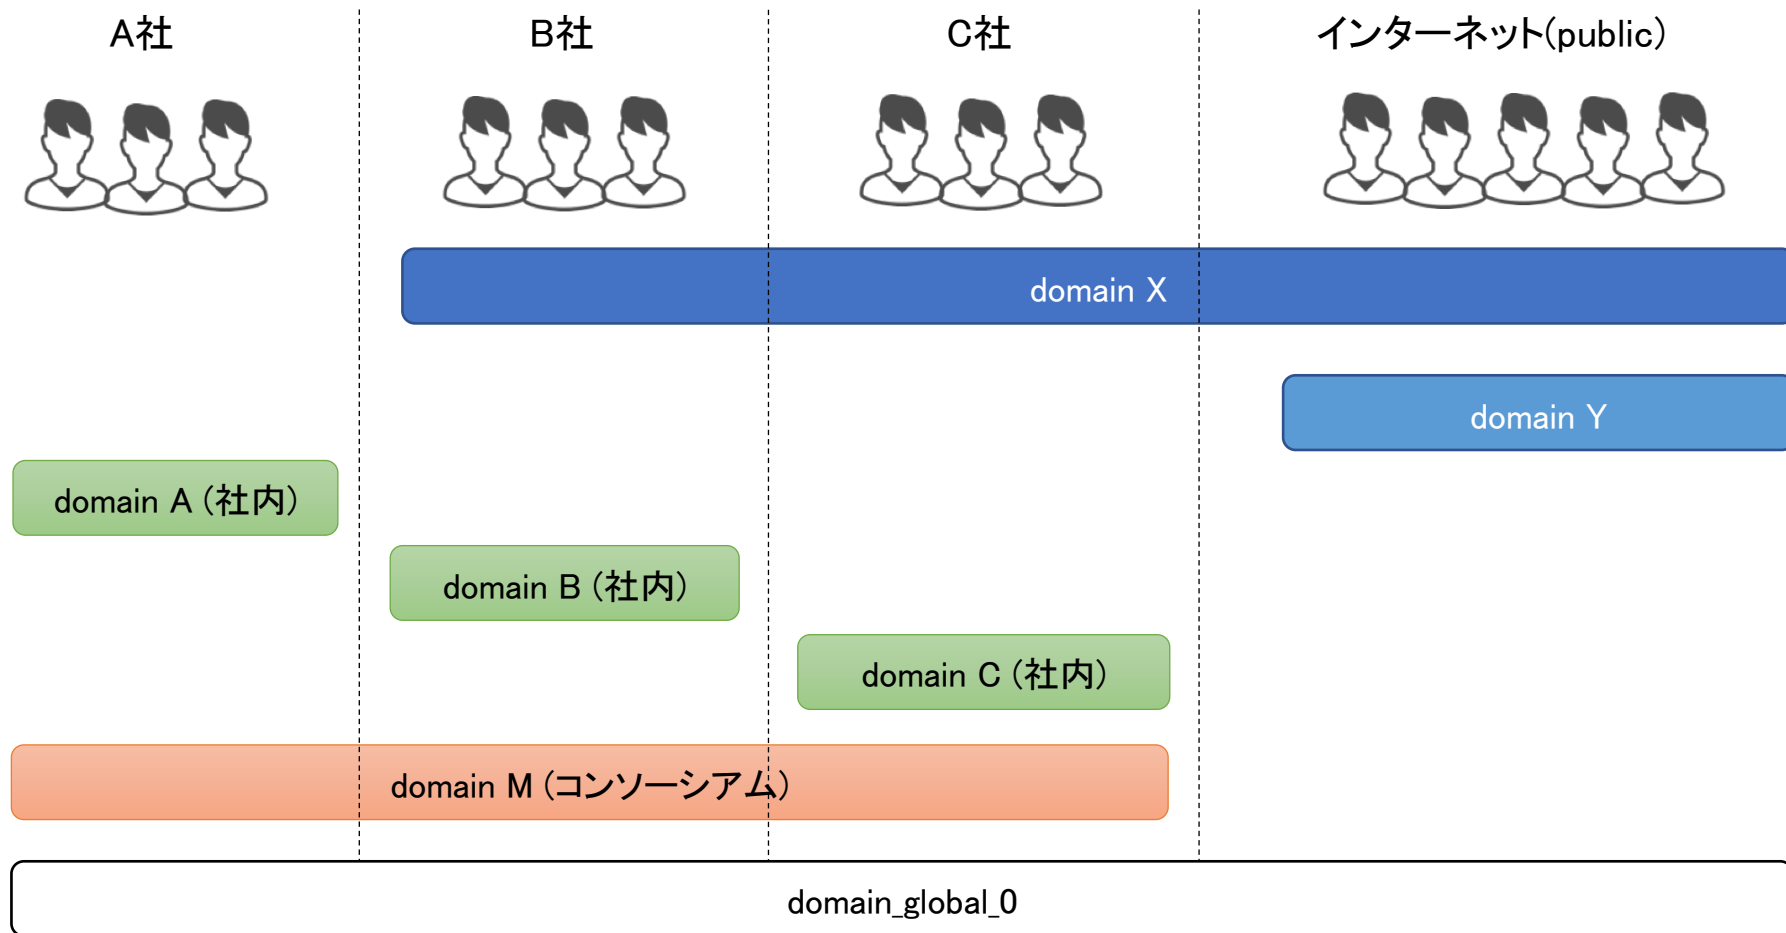 A社
B社
C社
インターネット(public)
domain X
domain Y
domain A (社内)
domain B (社内)
domain C (社内)
domain M (コンソーシアム)
domain_global_0